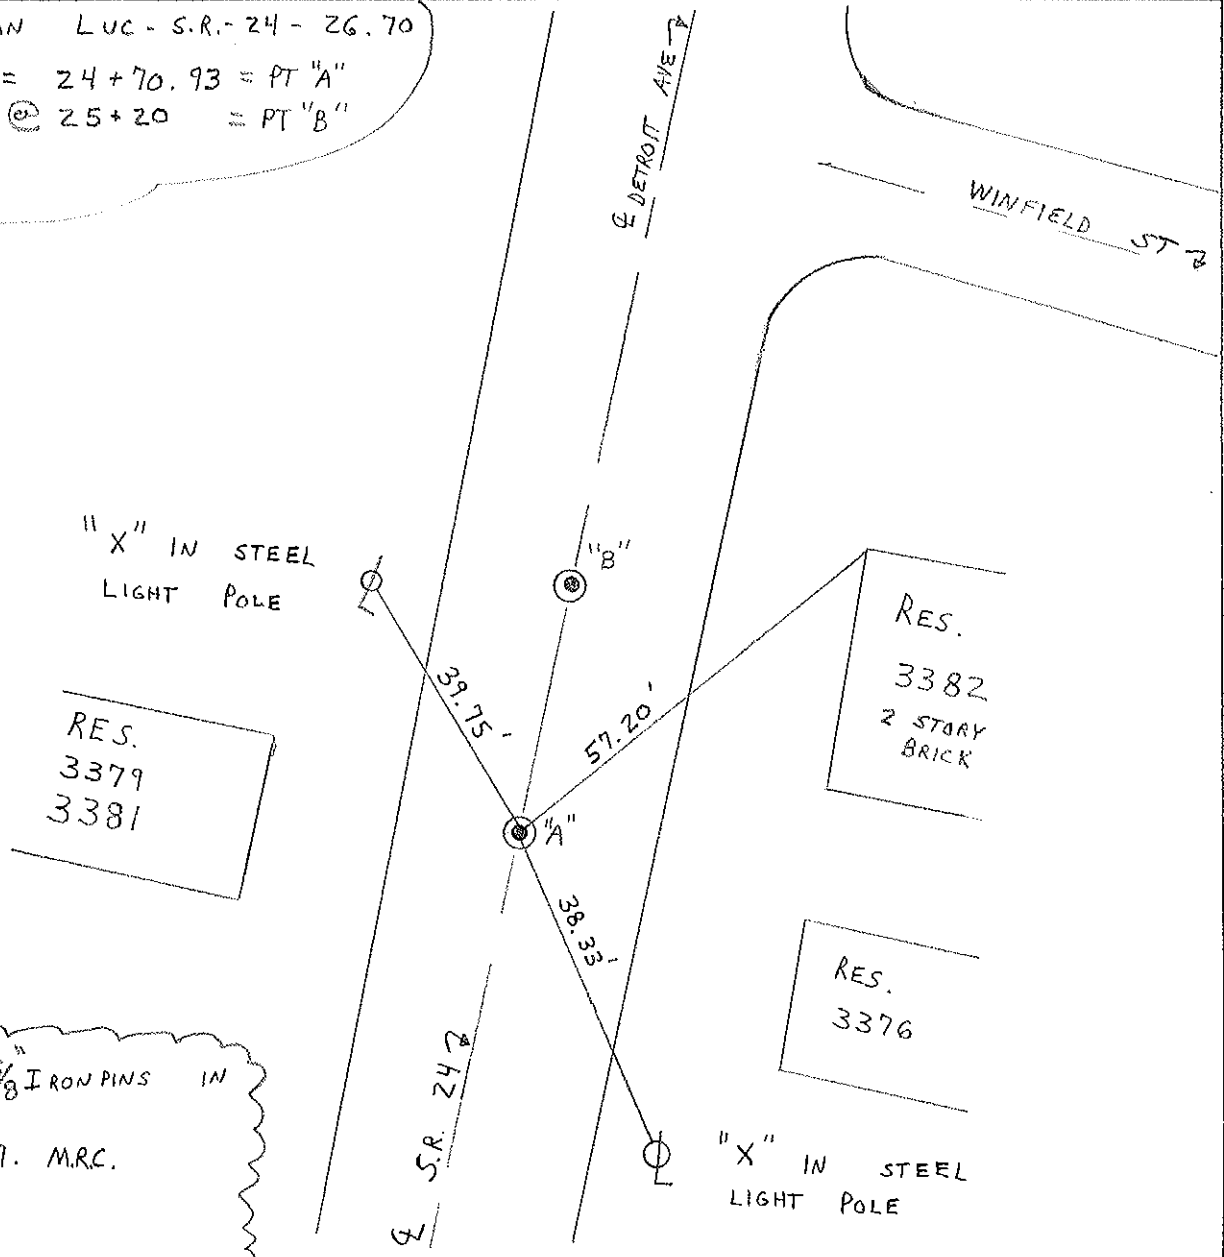 LUC - S.R. - 24 - 26.70
= 24+70.93 = PT "A"
@ 25+20 = PT "B"
℄ DETROIT AVE
WINFIELD ST
"X" IN STEEL
LIGHT POLE
"B"
RES.
3382
2 STORY
BRICK
39.75'
57.20'
RES.
3379
3381
"A"
38.33'
RES.
3376
℄ S.R. 24
IRON PINS IN
M.R.C.
"X" IN STEEL
LIGHT POLE